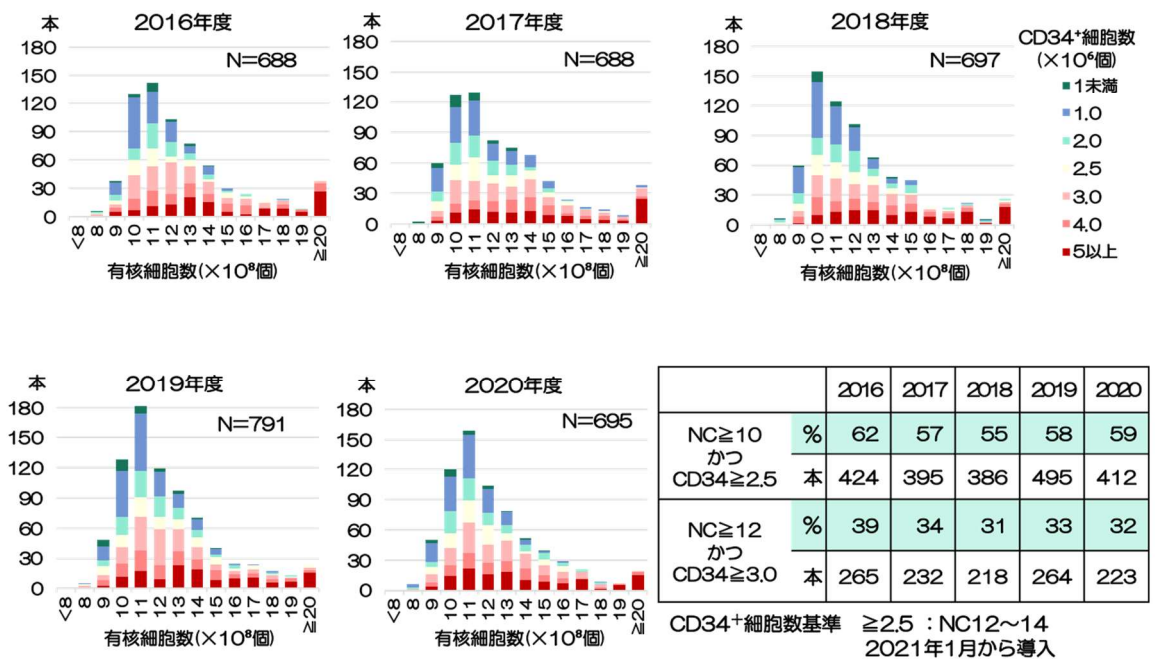 2016年度
本
N=688
180
150
120
90
60
30
0
<8 8 9 10 11 12 13 14 15 16 17 18 19 ≧20
有核細胞数(×10⁸個)
2017年度
本
N=688
180
150
120
90
60
30
0
<8 8 9 10 11 12 13 14 15 16 17 18 19 ≧20
有核細胞数(×10⁸個)
2018年度
本
N=697
180
150
120
90
60
30
0
<8 8 9 10 11 12 13 14 15 16 17 18 19 ≧20
有核細胞数(×10⁸個)
CD34⁺細胞数
(×10⁶個)
1未満
1.0
2.0
2.5
3.0
4.0
5以上
2019年度
本
N=791
180
150
120
90
60
30
0
<8 8 9 10 11 12 13 14 15 16 17 18 19 ≧20
有核細胞数(×10⁸個)
2020年度
本
N=695
180
150
120
90
60
30
0
<8 8 9 10 11 12 13 14 15 16 17 18 19 ≧20
有核細胞数(×10⁸個)
2016 2017 2018 2019 2020
NC≧10
かつ
CD34≧2.5
% 62 57 55 58 59
本 424 395 386 495 412
NC≧12
かつ
CD34≧3.0
% 39 34 31 33 32
本 265 232 218 264 223
CD34⁺細胞数基準 ≧2.5 :NC12~14
2021年1月から導入